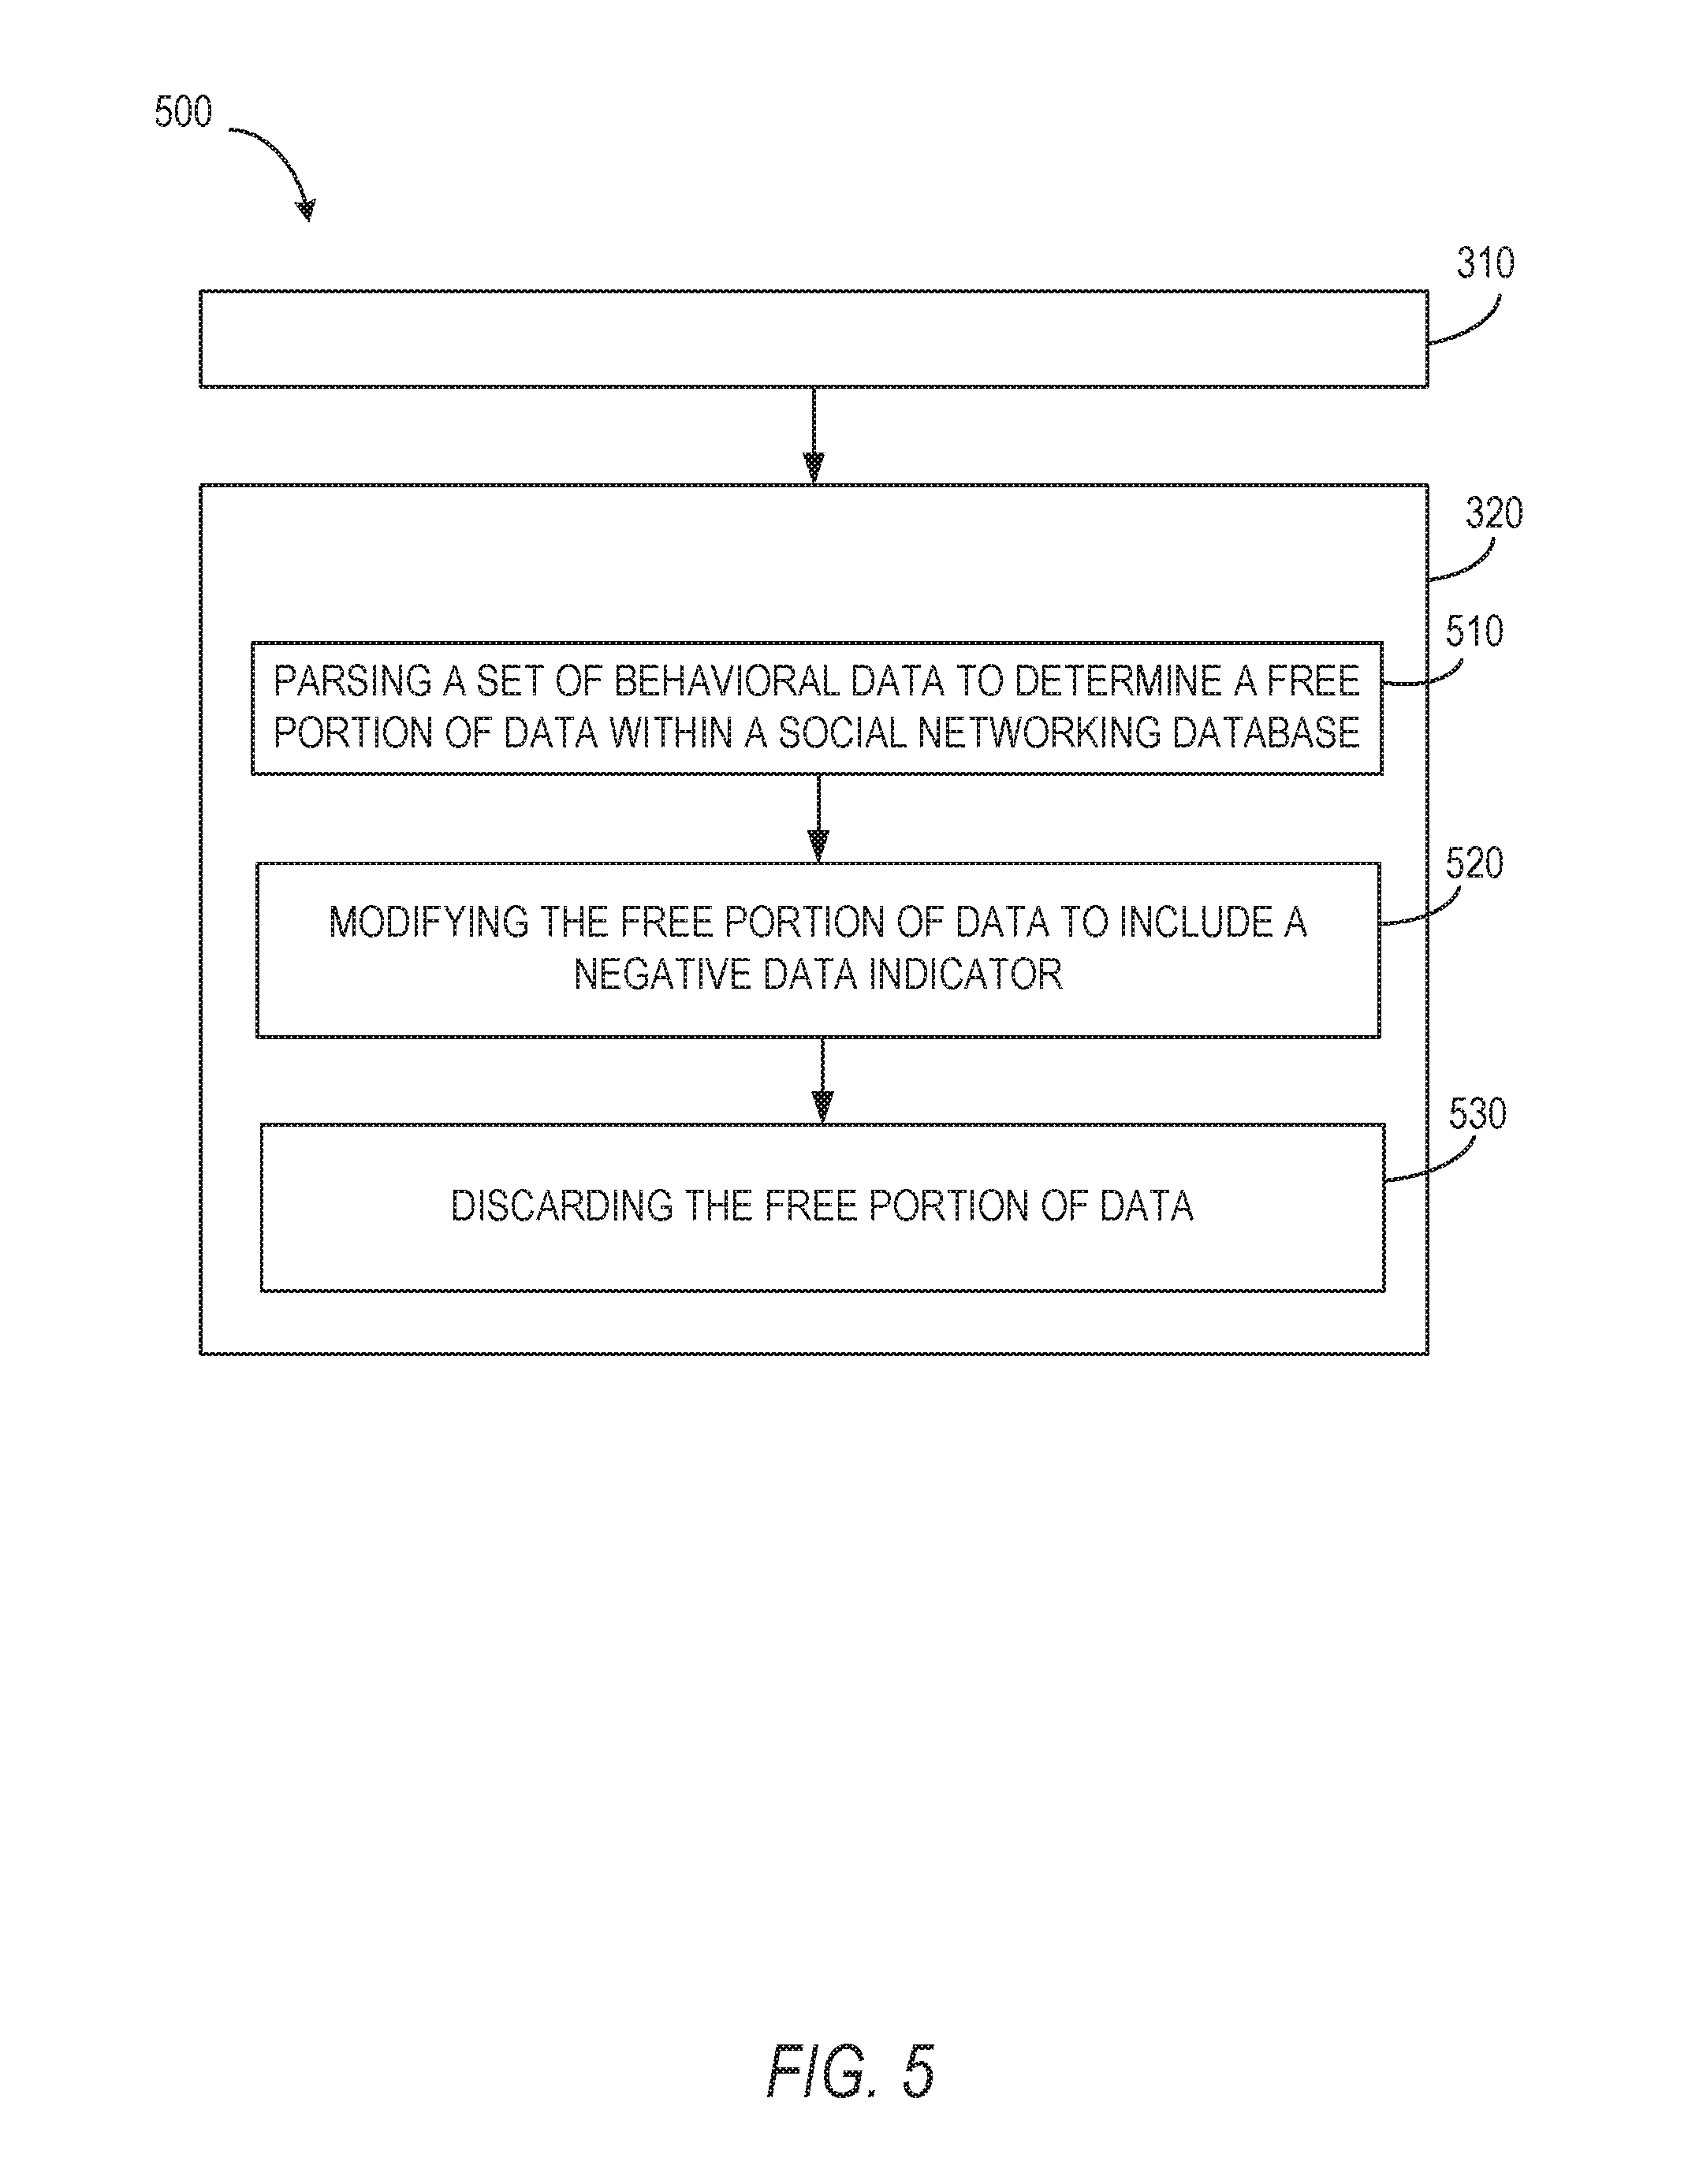 500
310
320
510
PARSING A SET OF BEHAVIORAL DATA TO DETERMINE A FREE
PORTION OF DATA WITHIN A SOCIAL NETWORKING DATABASE
520
MODIFYING THE FREE PORTION OF DATA TO INCLUDE A
NEGATIVE DATA INDICATOR
530
DISCARDING THE FREE PORTION OF DATA
FIG. 5